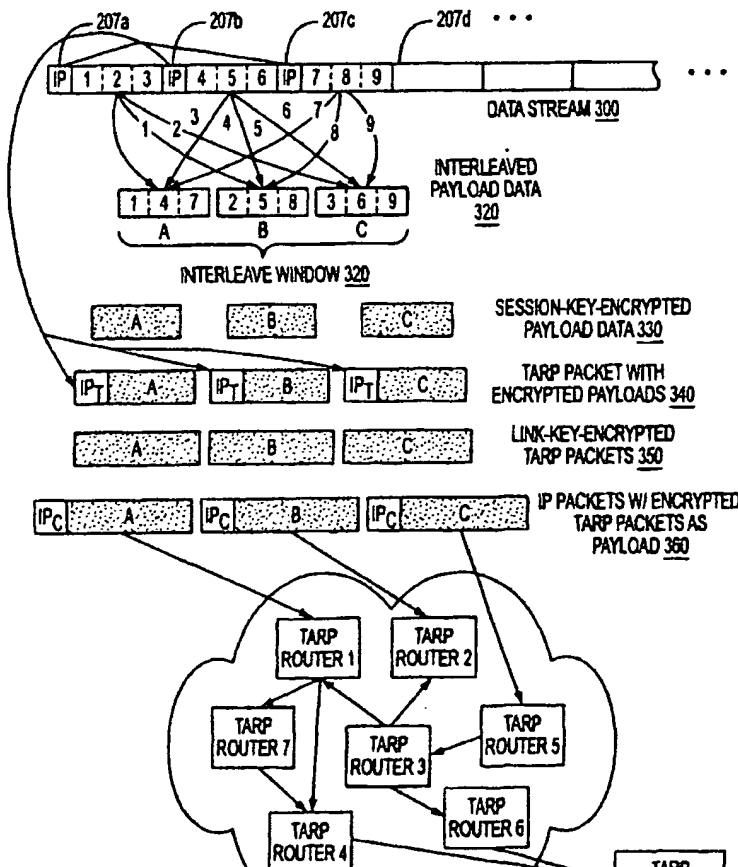 207a 207b 207c 207d • • •
IP 1 2 3 IP 4 5 6 IP 7 8 9 • • •
DATA STREAM 300
1 2 3 4 5 6 7 8 9
INTERLEAVED
PAYLOAD DATA
320
1 4 7 2 5 8 3 6 9
A B C
INTERLEAVE WINDOW 320
A B C
SESSION-KEY-ENCRYPTED
PAYLOAD DATA 330
IPT A IPT B IPT C
TARP PACKET WITH
ENCRYPTED PAYLOADS 340
A B C
LINK-KEY-ENCRYPTED
TARP PACKETS 350
IPC A IPC B IPC C
IP PACKETS W/ ENCRYPTED
TARP PACKETS AS
PAYLOAD 360
TARP
ROUTER 1
TARP
ROUTER 2
TARP
ROUTER 7
TARP
ROUTER 3
TARP
ROUTER 5
TARP
ROUTER 6
TARP
ROUTER 4
TARP